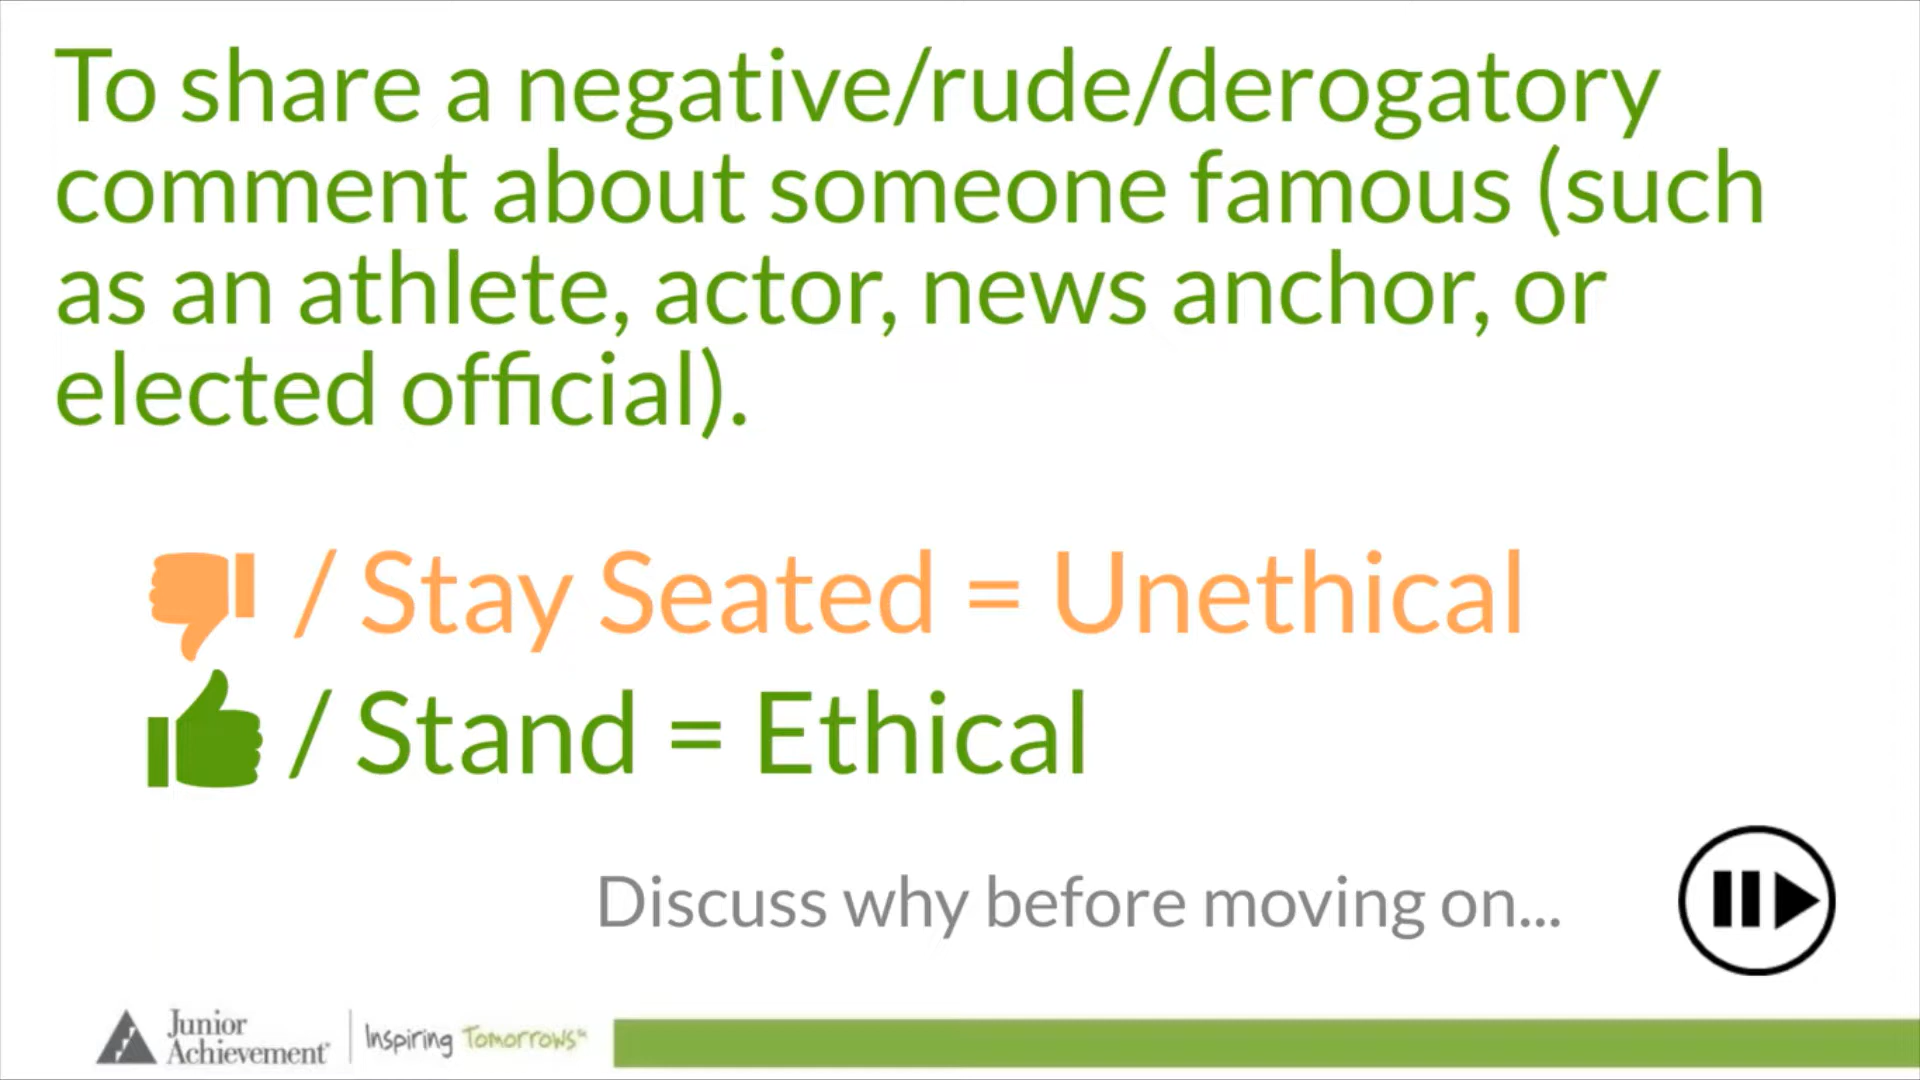 To share a negative/rude/derogatory
comment about someone famous (such
as an athlete, actor, news anchor, or
elected official).
/ Stay Seated = Unethical
/ Stand = Ethical
Discuss why before moving on...
Junior
Achievement®
Inspiring Tomorrows℠